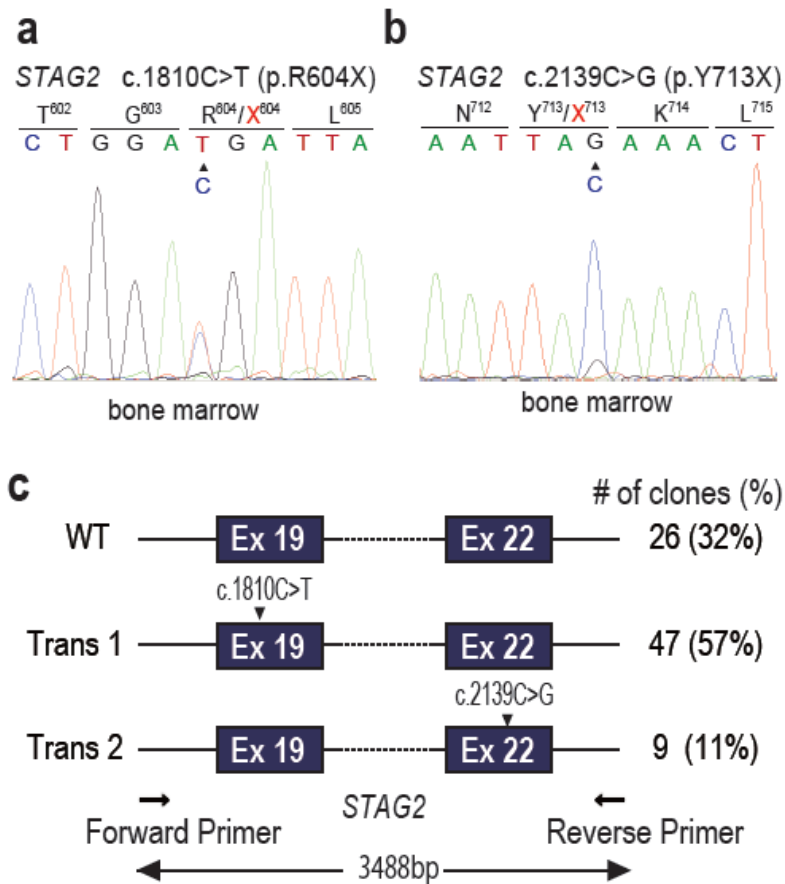 a
STAG2 c.1810C>T (p.R604X)
T602 G603 R604/X604 L605
C T G G A T G A T T A
C
bone marrow
b
STAG2 c.2139C>G (p.Y713X)
N712 Y713/X713 K714 L715
A A T T A G A A A C T
C
bone marrow
c
# of clones (%)
WT Ex 19 Ex 22 26 (32%)
c.1810C>T
Trans 1 Ex 19 Ex 22 47 (57%)
c.2139C>G
Trans 2 Ex 19 Ex 22 9 (11%)
STAG2
Forward Primer Reverse Primer
3488bp